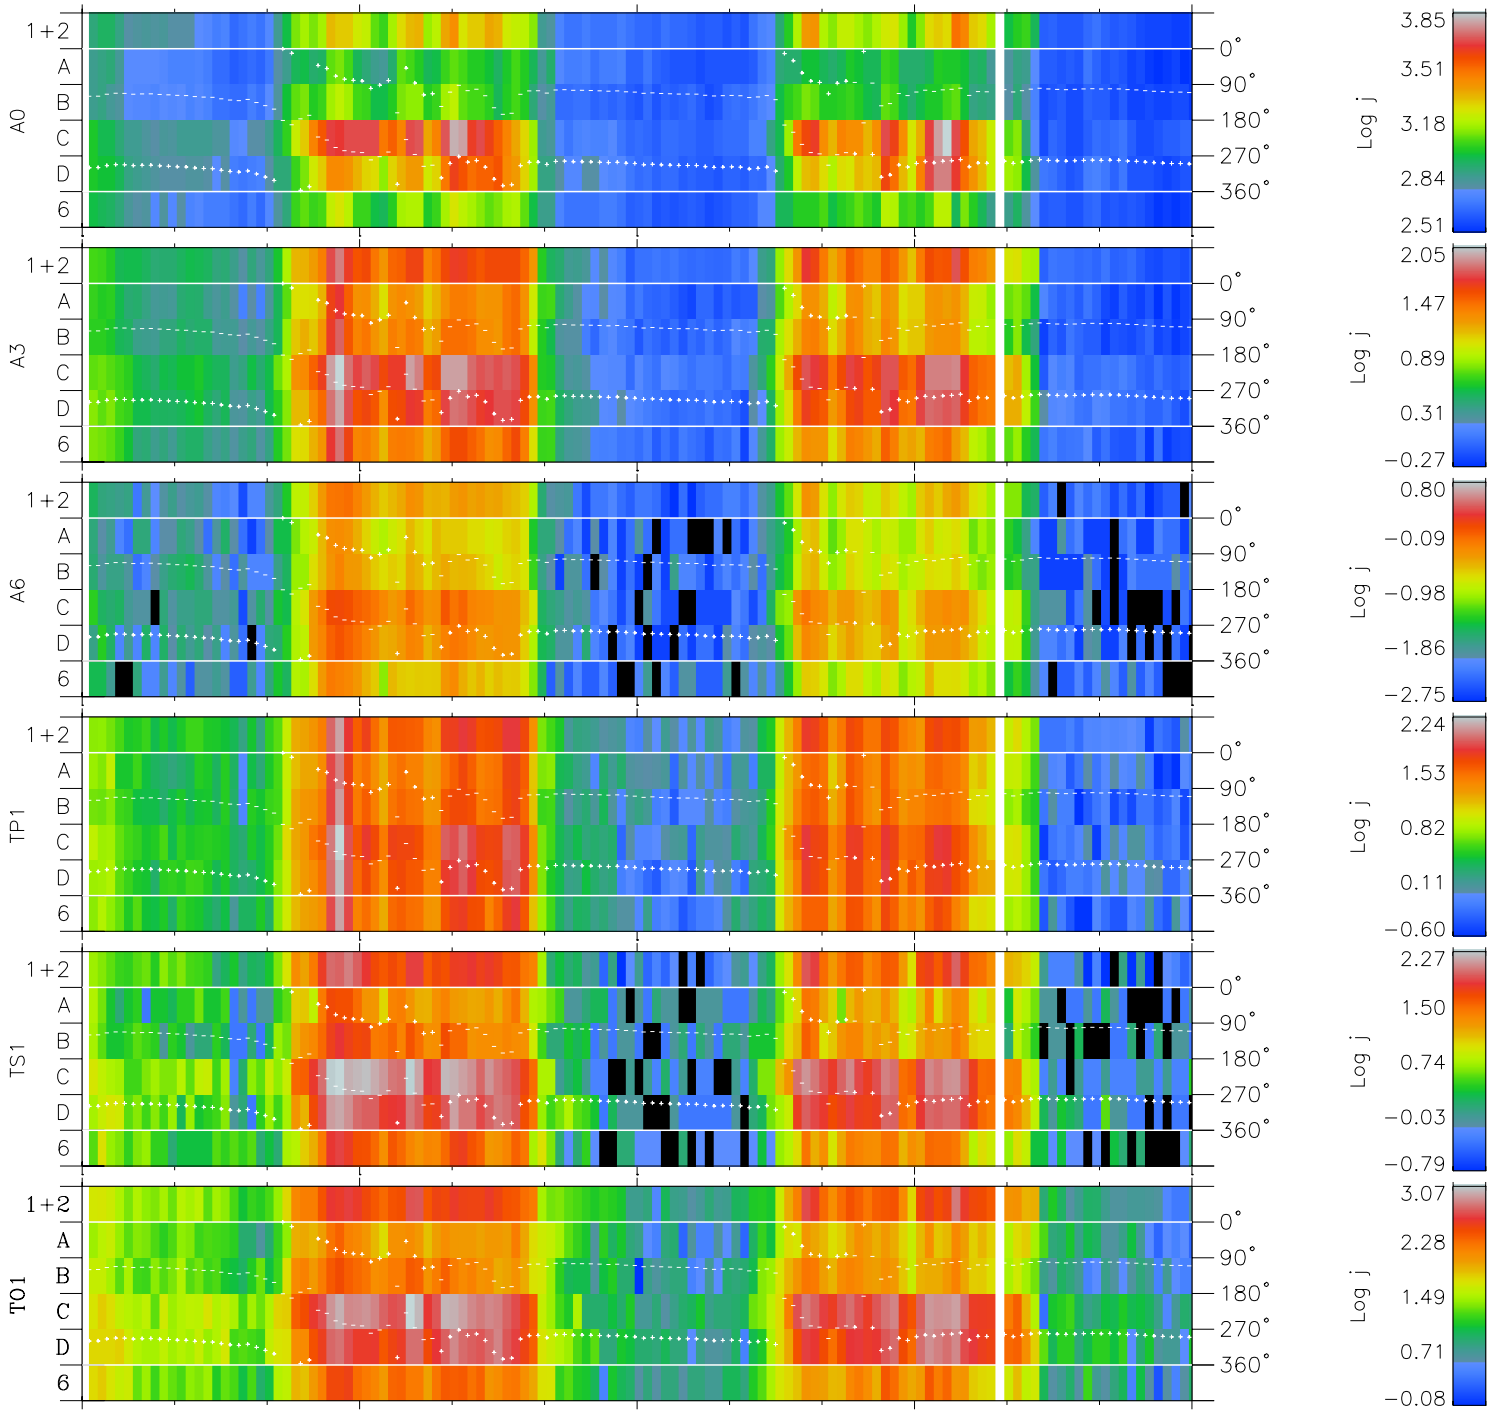 A0
1+2
A
B
C
D
6
0°
90°
180°
270°
360°
Log j
3.85
3.51
3.18
2.84
2.51
A3
1+2
A
B
C
D
6
0°
90°
180°
270°
360°
Log j
2.05
1.47
0.89
0.31
−0.27
A6
1+2
A
B
C
D
6
0°
90°
180°
270°
360°
Log j
0.80
−0.09
−0.98
−1.86
−2.75
TP1
1+2
A
B
C
D
6
0°
90°
180°
270°
360°
Log j
2.24
1.53
0.82
0.11
−0.60
TS1
1+2
A
B
C
D
6
0°
90°
180°
270°
360°
Log j
2.27
1.50
0.74
−0.03
−0.79
TO1
1+2
A
B
C
D
6
0°
90°
180°
270°
360°
Log j
3.07
2.28
1.49
0.71
−0.08